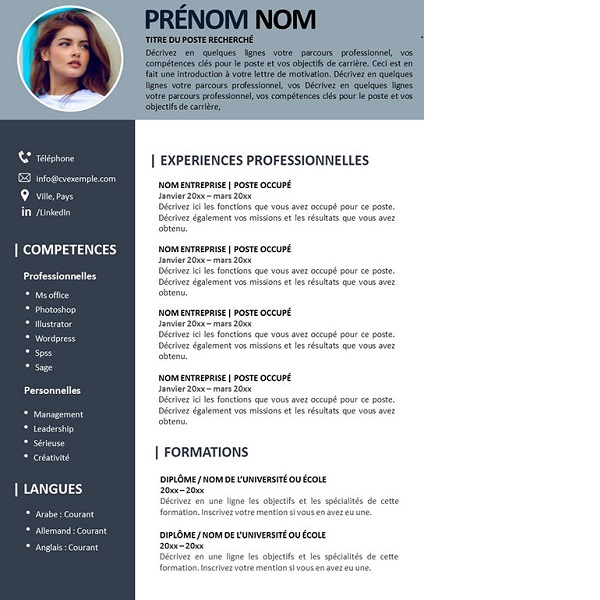 PRÉNOM NOM
TITRE DU POSTE RECHERCHÉ
Décrivez en quelques lignes votre parcours professionnel, vos
compétences clés pour le poste et vos objectifs de carrière. Ceci est en
fait une introduction à votre lettre de motivation. Décrivez en quelques
lignes votre parcours professionnel, vos Décrivez en quelques lignes
votre parcours professionnel, vos compétences clés pour le poste et vos
objectifs de carrière,
Téléphone
info@cvexemple.com
Ville, Pays
in /LinkedIn
| COMPETENCES
Professionnelles
• Ms office
• Photoshop
• Illustrator
• Wordpress
• Spss
• Sage
Personnelles
• Management
• Leadership
• Sérieuse
• Créativité
| LANGUES
• Arabe : Courant
• Allemand : Courant
• Anglais : Courant
| EXPERIENCES PROFESSIONNELLES
NOM ENTREPRISE | POSTE OCCUPÉ
Janvier 20xx – mars 20xx
Décrivez ici les fonctions que vous avez occupé pour ce poste.
Décrivez également vos missions et les résultats que vous avez
obtenu.
NOM ENTREPRISE | POSTE OCCUPÉ
Janvier 20xx – mars 20xx
Décrivez ici les fonctions que vous avez occupé pour ce poste.
Décrivez également vos missions et les résultats que vous avez
obtenu.
NOM ENTREPRISE | POSTE OCCUPÉ
Janvier 20xx – mars 20xx
Décrivez ici les fonctions que vous avez occupé pour ce poste.
Décrivez également vos missions et les résultats que vous avez
obtenu.
NOM ENTREPRISE | POSTE OCCUPÉ
Janvier 20xx – mars 20xx
Décrivez ici les fonctions que vous avez occupé pour ce poste.
Décrivez également vos missions et les résultats que vous avez
obtenu.
| FORMATIONS
DIPLÔME / NOM DE L’UNIVERSITÉ OU ÉCOLE
20xx – 20xx
Décrivez en une ligne les objectifs et les spécialités de cette
formation. Inscrivez votre mention si vous en avez eu une.
DIPLÔME / NOM DE L’UNIVERSITÉ OU ÉCOLE
20xx – 20xx
Décrivez en une ligne les objectifs et les spécialités de cette
formation. Inscrivez votre mention si vous en avez eu une.